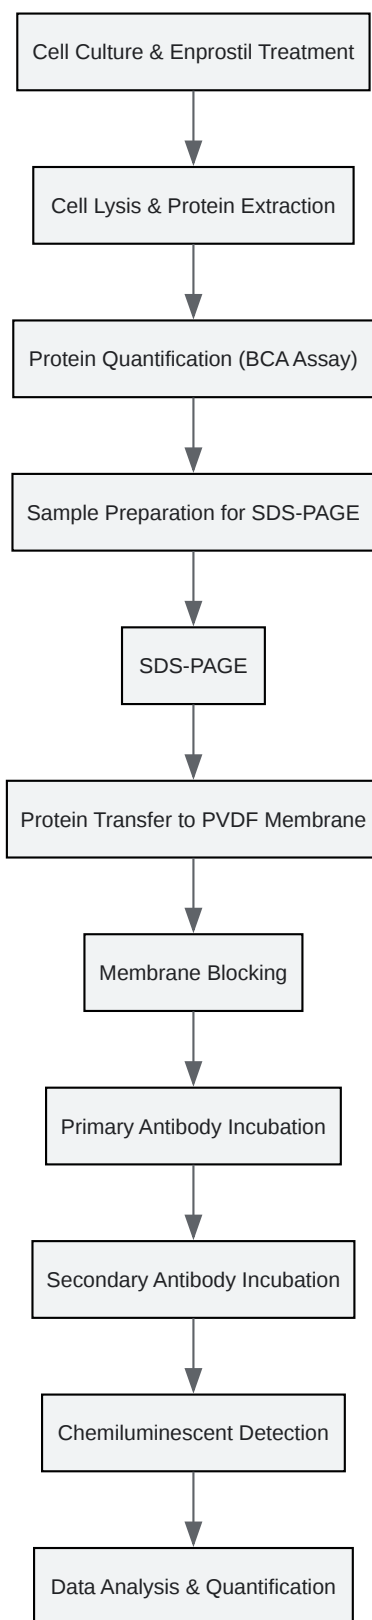 Cell Culture & Enprostil Treatment
Cell Lysis & Protein Extraction
Protein Quantification (BCA Assay)
Sample Preparation for SDS-PAGE
SDS-PAGE
Protein Transfer to PVDF Membrane
Membrane Blocking
Primary Antibody Incubation
Secondary Antibody Incubation
Chemiluminescent Detection
Data Analysis & Quantification